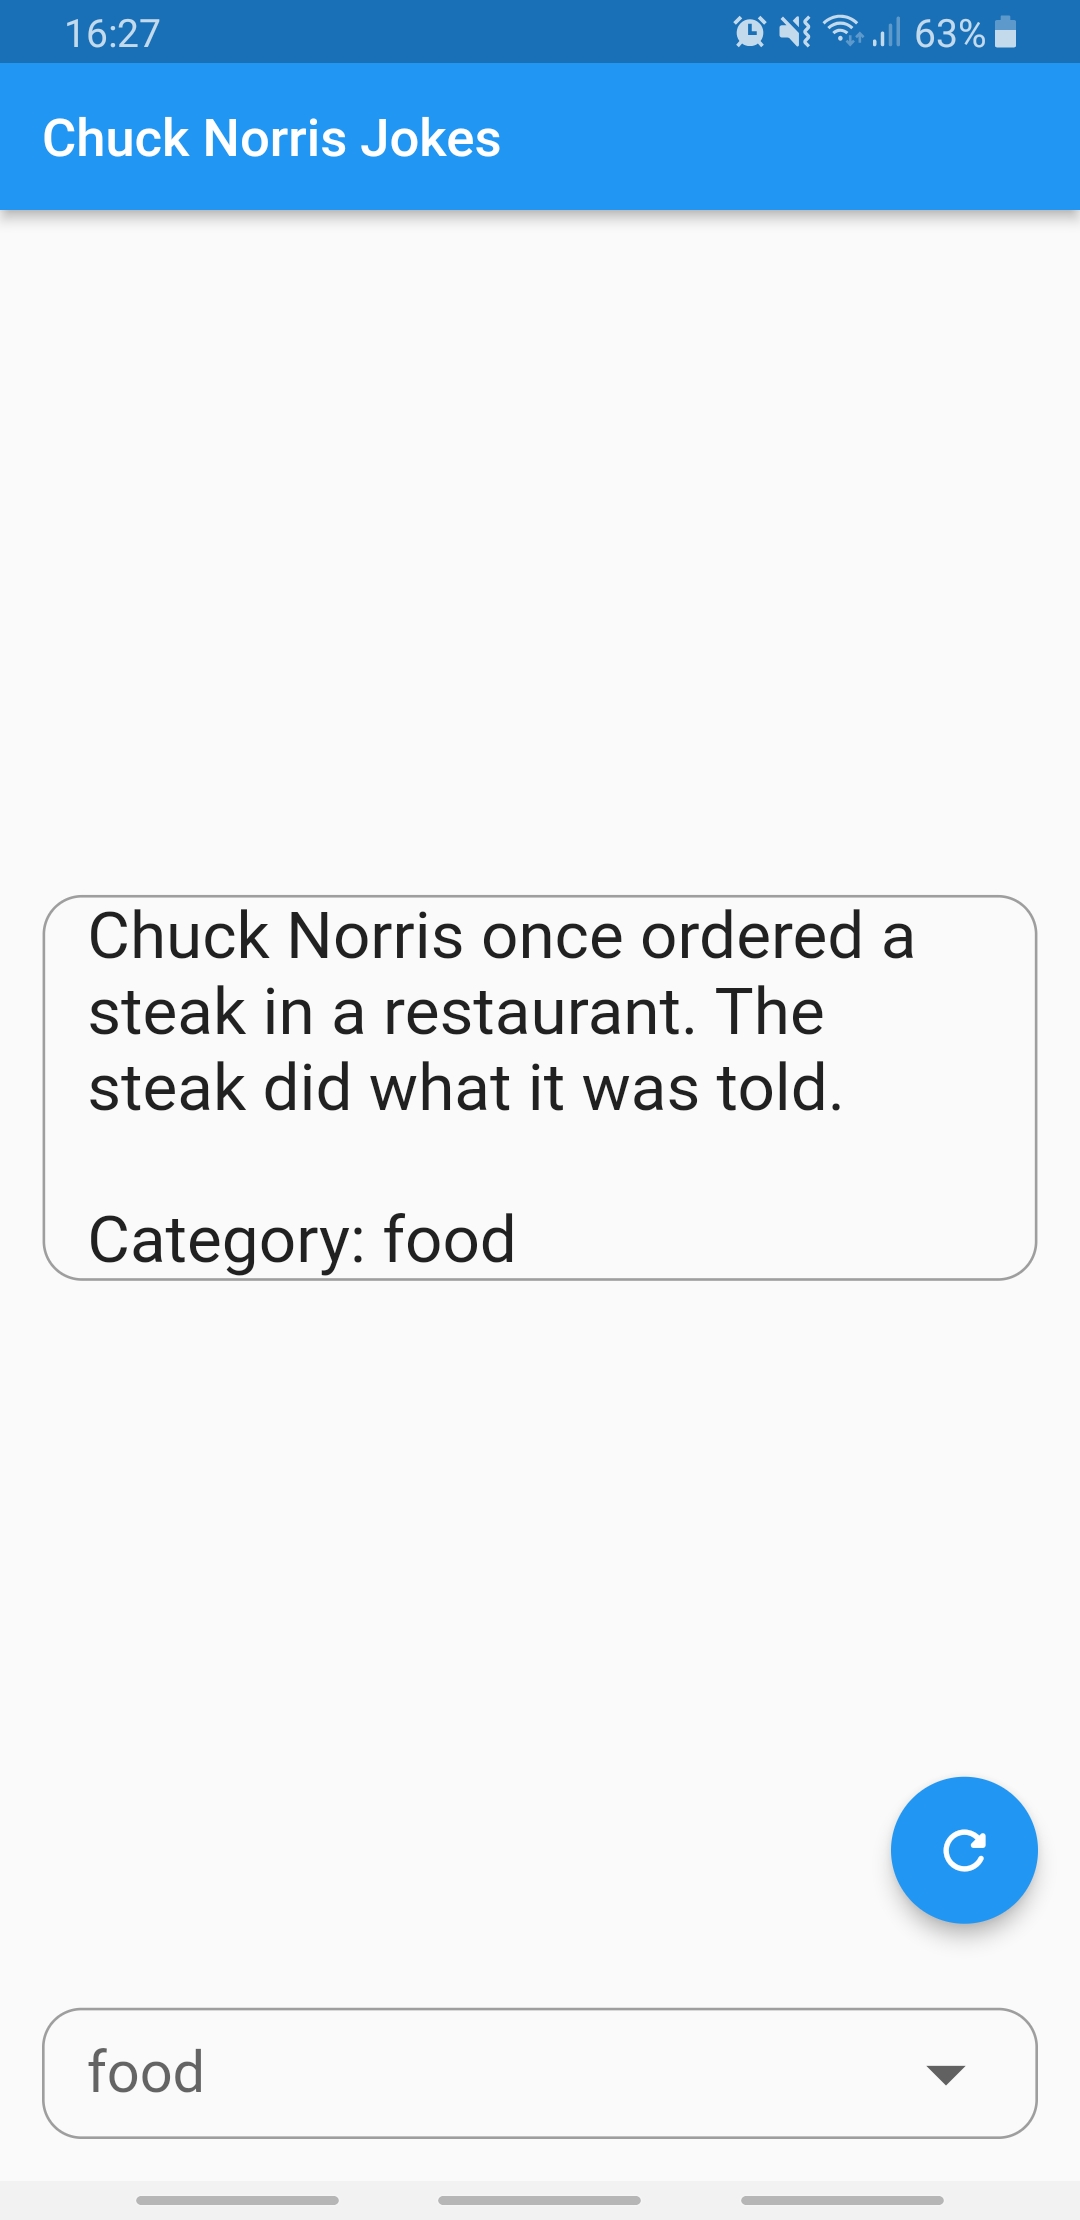 16:27 63%
Chuck Norris Jokes
Chuck Norris once ordered a
steak in a restaurant. The
steak did what it was told.
Category: food
food